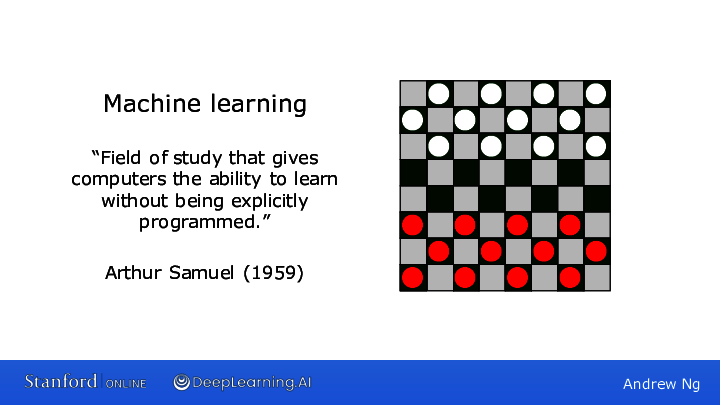 Machine learning
“Field of study that gives
computers the ability to learn
without being explicitly
programmed.”
Arthur Samuel (1959)
Stanford ONLINE
DeepLearning.AI
Andrew Ng